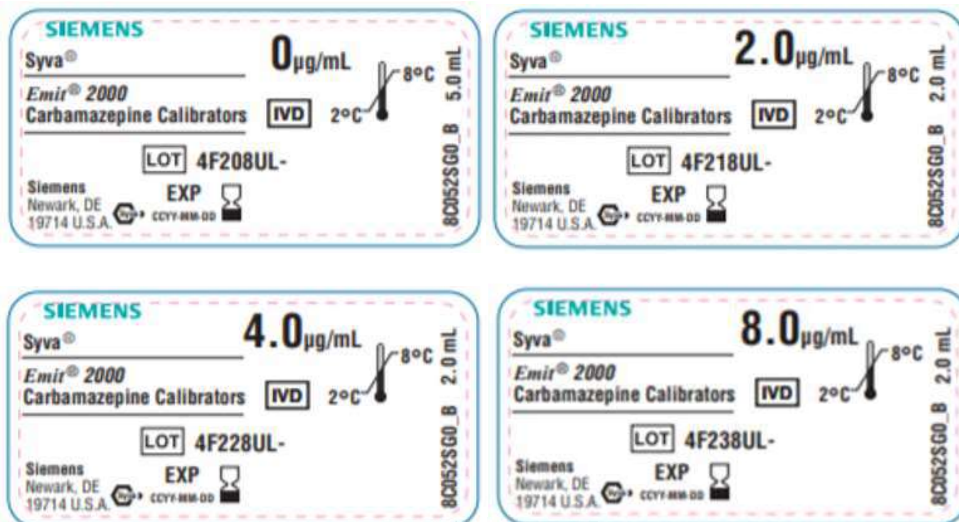 SIEMENS
Syva®
0µg/mL
8°C
Emit® 2000
Carbamazepine Calibrators
IVD
2°C
LOT 4F208UL-
Siemens
Newark, DE
19714 U.S.A.
EXP
CCYY-MM-DD
8C052SG0_B 5.0 mL
SIEMENS
Syva®
2.0µg/mL
8°C
Emit® 2000
Carbamazepine Calibrators
IVD
2°C
LOT 4F218UL-
Siemens
Newark, DE
19714 U.S.A.
EXP
CCYY-MM-DD
8C052SG0_B 2.0 mL
SIEMENS
Syva®
4.0µg/mL
8°C
Emit® 2000
Carbamazepine Calibrators
IVD
2°C
LOT 4F228UL-
Siemens
Newark, DE
19714 U.S.A.
EXP
CCYY-MM-DD
8C052SG0_B 2.0 mL
SIEMENS
Syva®
8.0µg/mL
8°C
Emit® 2000
Carbamazepine Calibrators
IVD
2°C
LOT 4F238UL-
Siemens
Newark, DE
19714 U.S.A.
EXP
CCYY-MM-DD
8C052SG0_B 2.0 mL